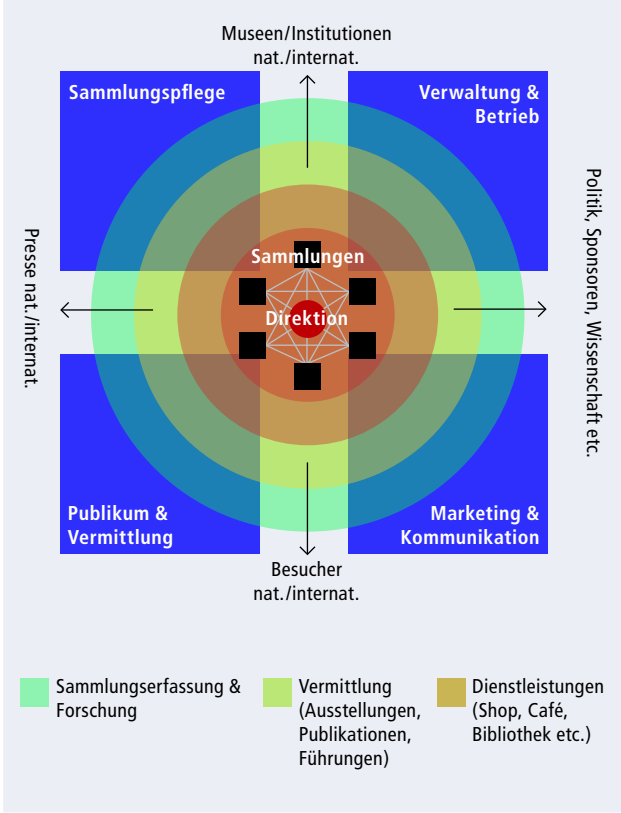 Museen/Institutionen
nat./internat.
Sammlungspflege
Verwaltung &
Betrieb
Presse nat./internat.
Politik, Sponsoren, Wissenschaft etc.
Sammlungen
Direktion
Publikum &
Vermittlung
Marketing &
Kommunikation
Besucher
nat./internat.
Sammlungserfassung &
Forschung
Vermittlung
(Ausstellungen,
Publikationen,
Führungen)
Dienstleistungen
(Shop, Café,
Bibliothek etc.)